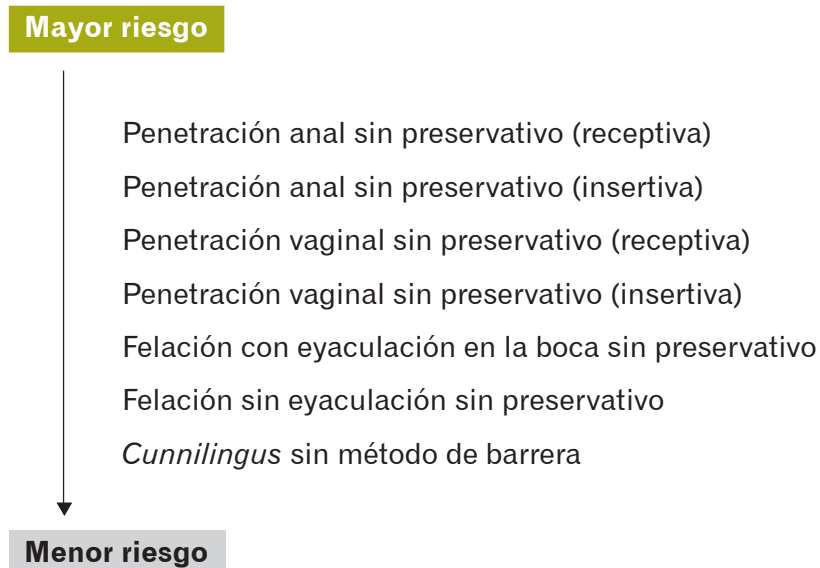 Mayor riesgo
Penetración anal sin preservativo (receptiva)
Penetración anal sin preservativo (insertiva)
Penetración vaginal sin preservativo (receptiva)
Penetración vaginal sin preservativo (insertiva)
Felación con eyaculación en la boca sin preservativo
Felación sin eyaculación sin preservativo
Cunnilingus sin método de barrera
Menor riesgo